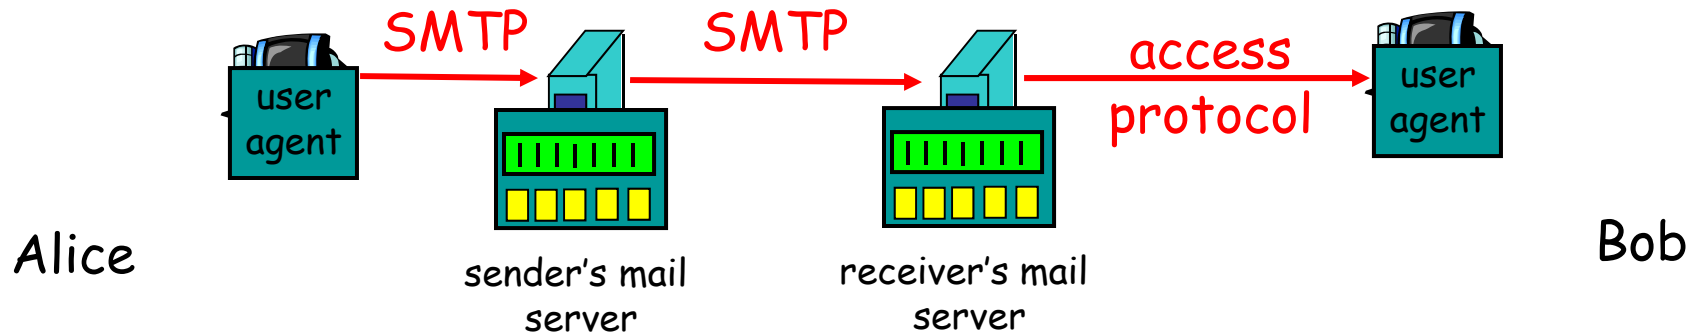 SMTP
SMTP
access
protocol
user
agent
user
agent
Alice
Bob
sender's mail
server
receiver's mail
server